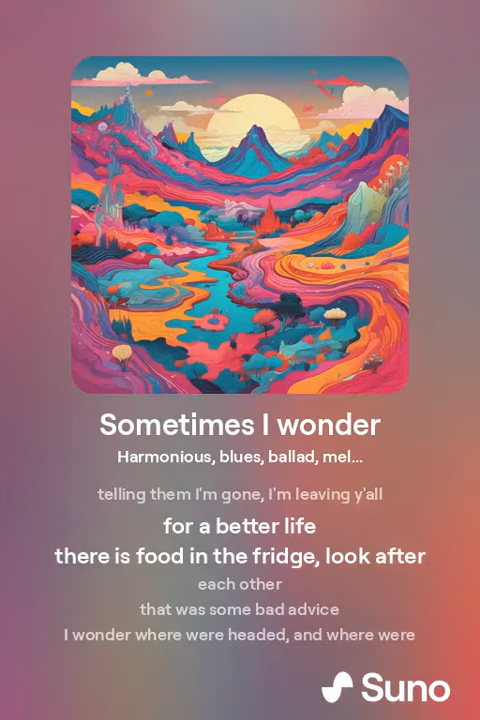 Sometimes I wonder
Harmonious, blues, ballad, mel...
telling them I'm gone, I'm leaving y'all
for a better life
there is food in the fridge, look after
each other
that was some bad advice
I wonder where were headed, and where were
Suno